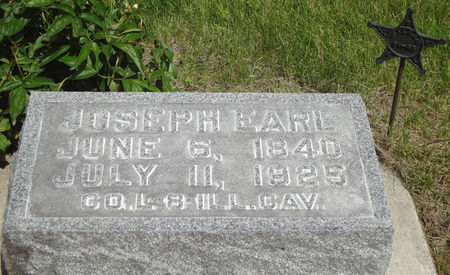 JOSEPH EARL
JUNE 6, 1840
JULY 11, 1925
CO. L-8-ILL. CAV.